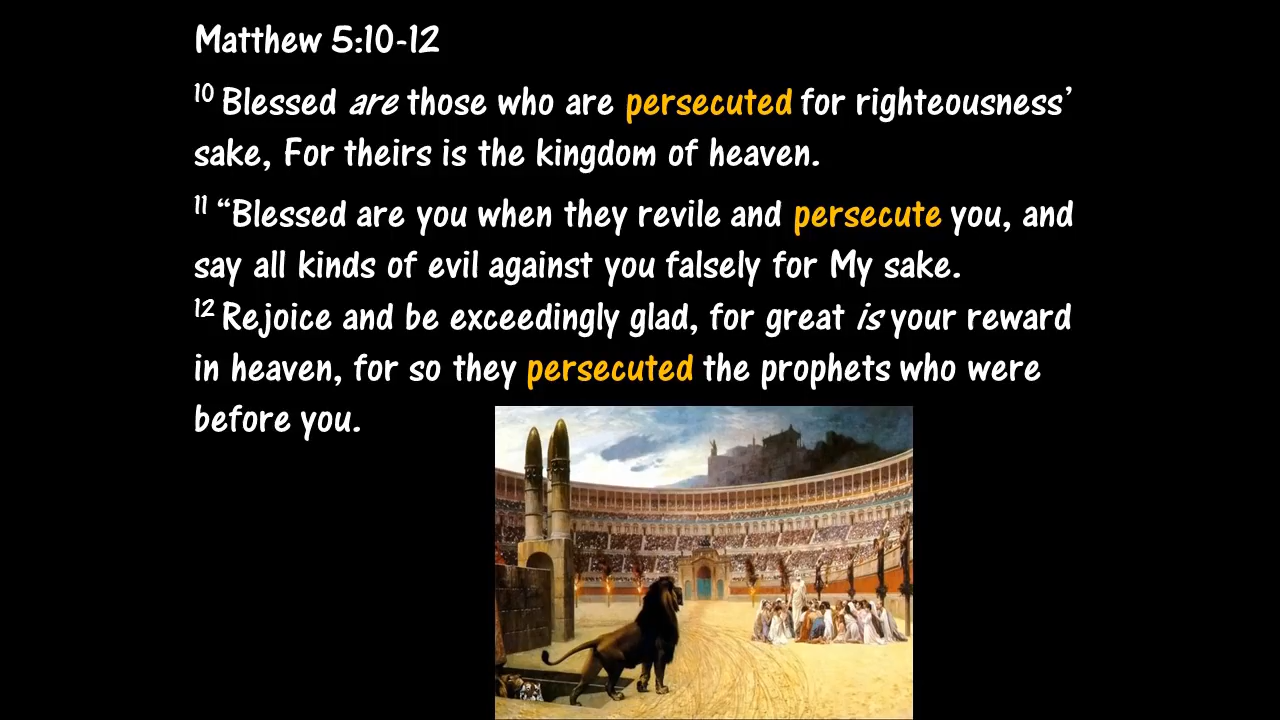 Matthew 5:10-12
10 Blessed are those who are persecuted for righteousness’
sake, For theirs is the kingdom of heaven.
11 “Blessed are you when they revile and persecute you, and
say all kinds of evil against you falsely for My sake.
12 Rejoice and be exceedingly glad, for great is your reward
in heaven, for so they persecuted the prophets who were
before you.